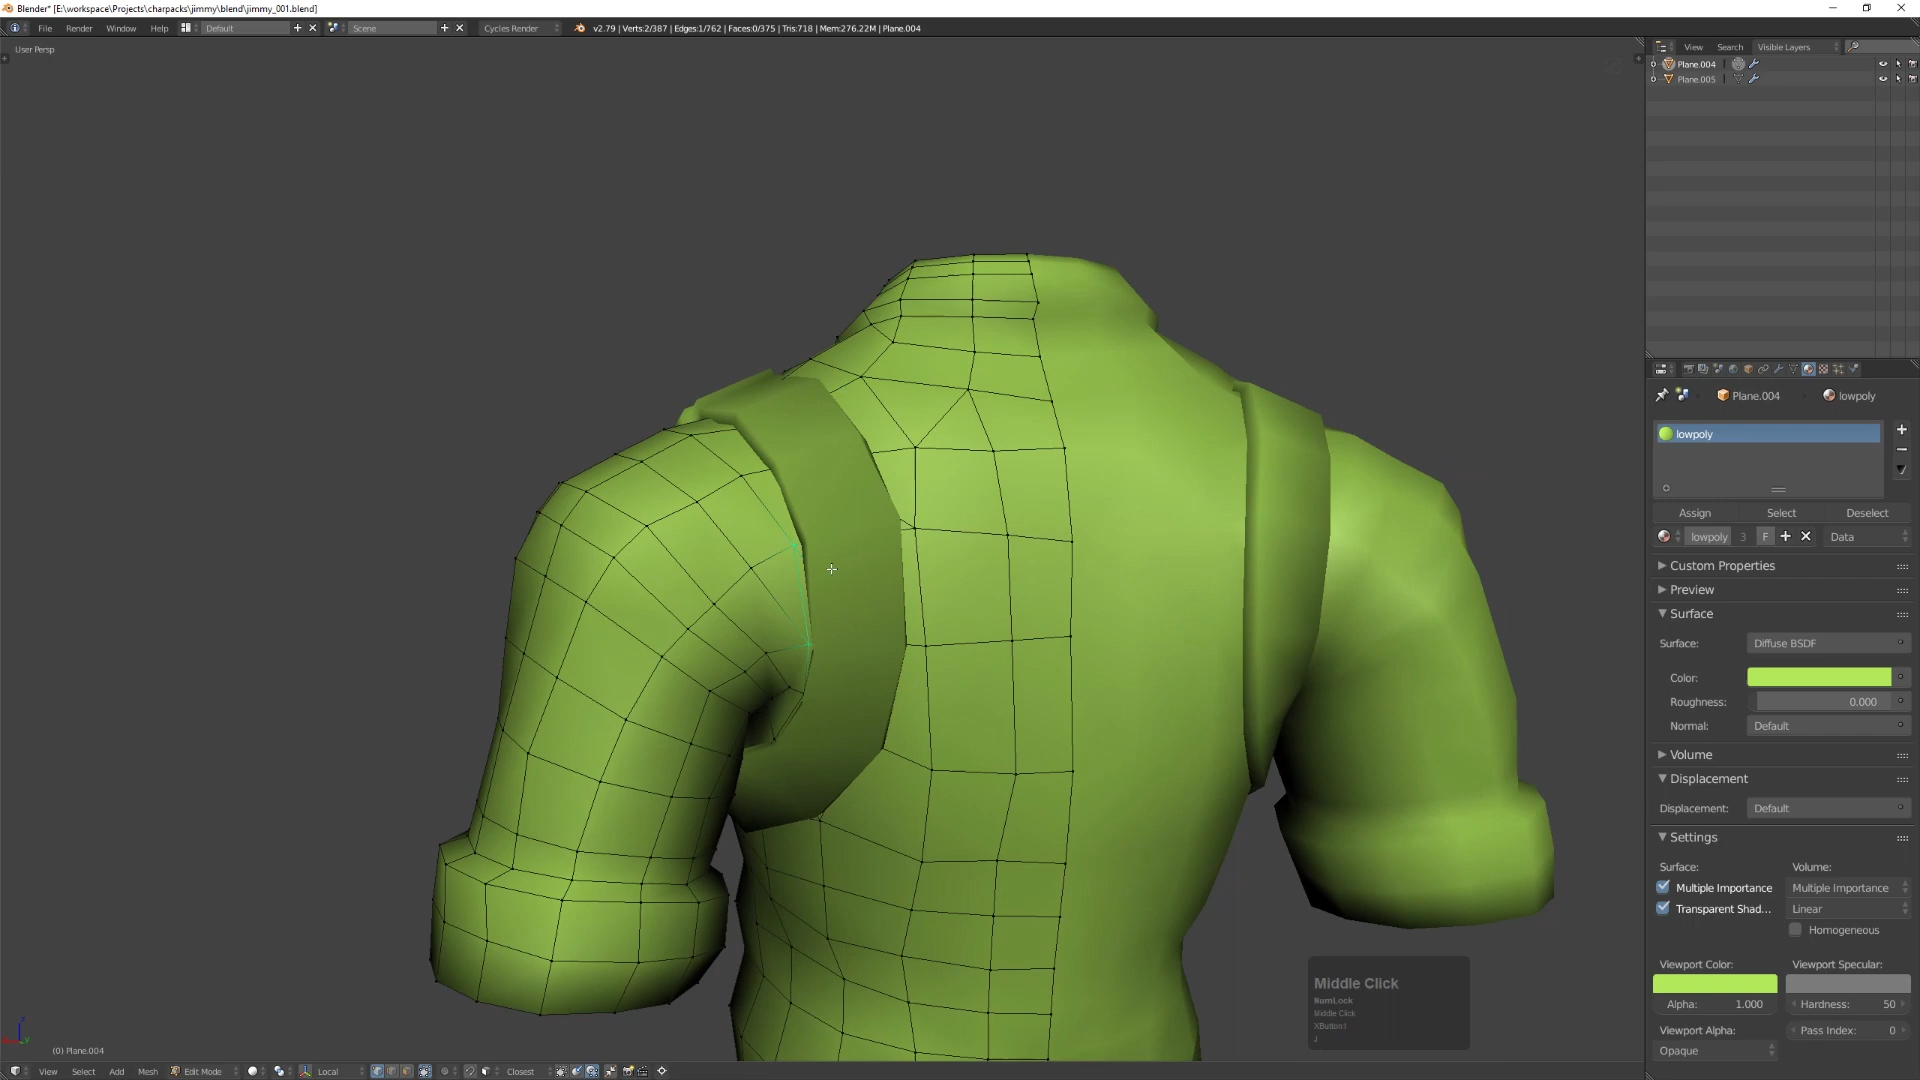 Blender* [E:\workspace\Projects\charpacks\jimmy\blend\jimmy_001.blend]
File Render Window Help Default Scene Cycles Render v2.79 | Verts:2/387 | Edges:1/762 | Faces:0/375 | Tris:718 | Mem:276.22M | Plane.004
User Persp
View Search Visible Layers
Plane.004
Plane.005
Plane.004 lowpoly
lowpoly
Assign Select Deselect
lowpoly 3 F Data
Custom Properties
Preview
Surface
Surface: Diffuse BSDF
Color:
Roughness: 0.000
Normal: Default
Volume
Displacement
Displacement: Default
Settings
Surface: Volume:
Multiple Importance Multiple Importance
Transparent Shad... Linear
Homogeneous
Viewport Color: Viewport Specular:
Alpha: 1.000 Hardness: 50
Viewport Alpha: Pass Index: 0
Opaque
Middle Click
NumLock
Middle Click
XButton1
J
(0) Plane.004
View Select Add Mesh Edit Mode Local Closest